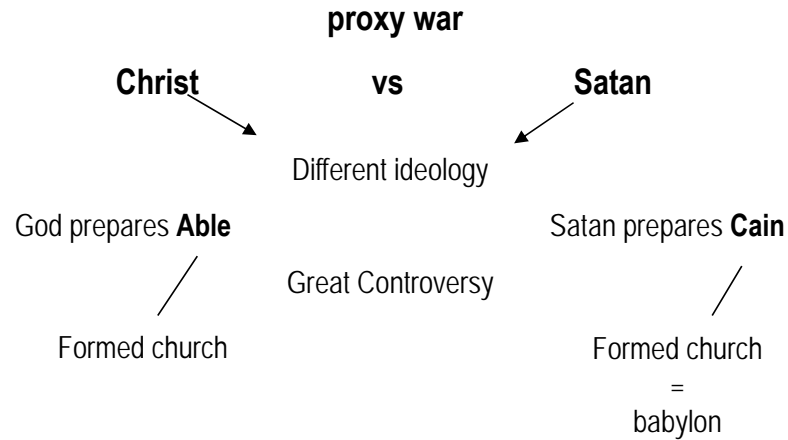 proxy war
Christ vs Satan
Different ideology
God prepares Able Satan prepares Cain
Great Controversy
Formed church Formed church
=
babylon